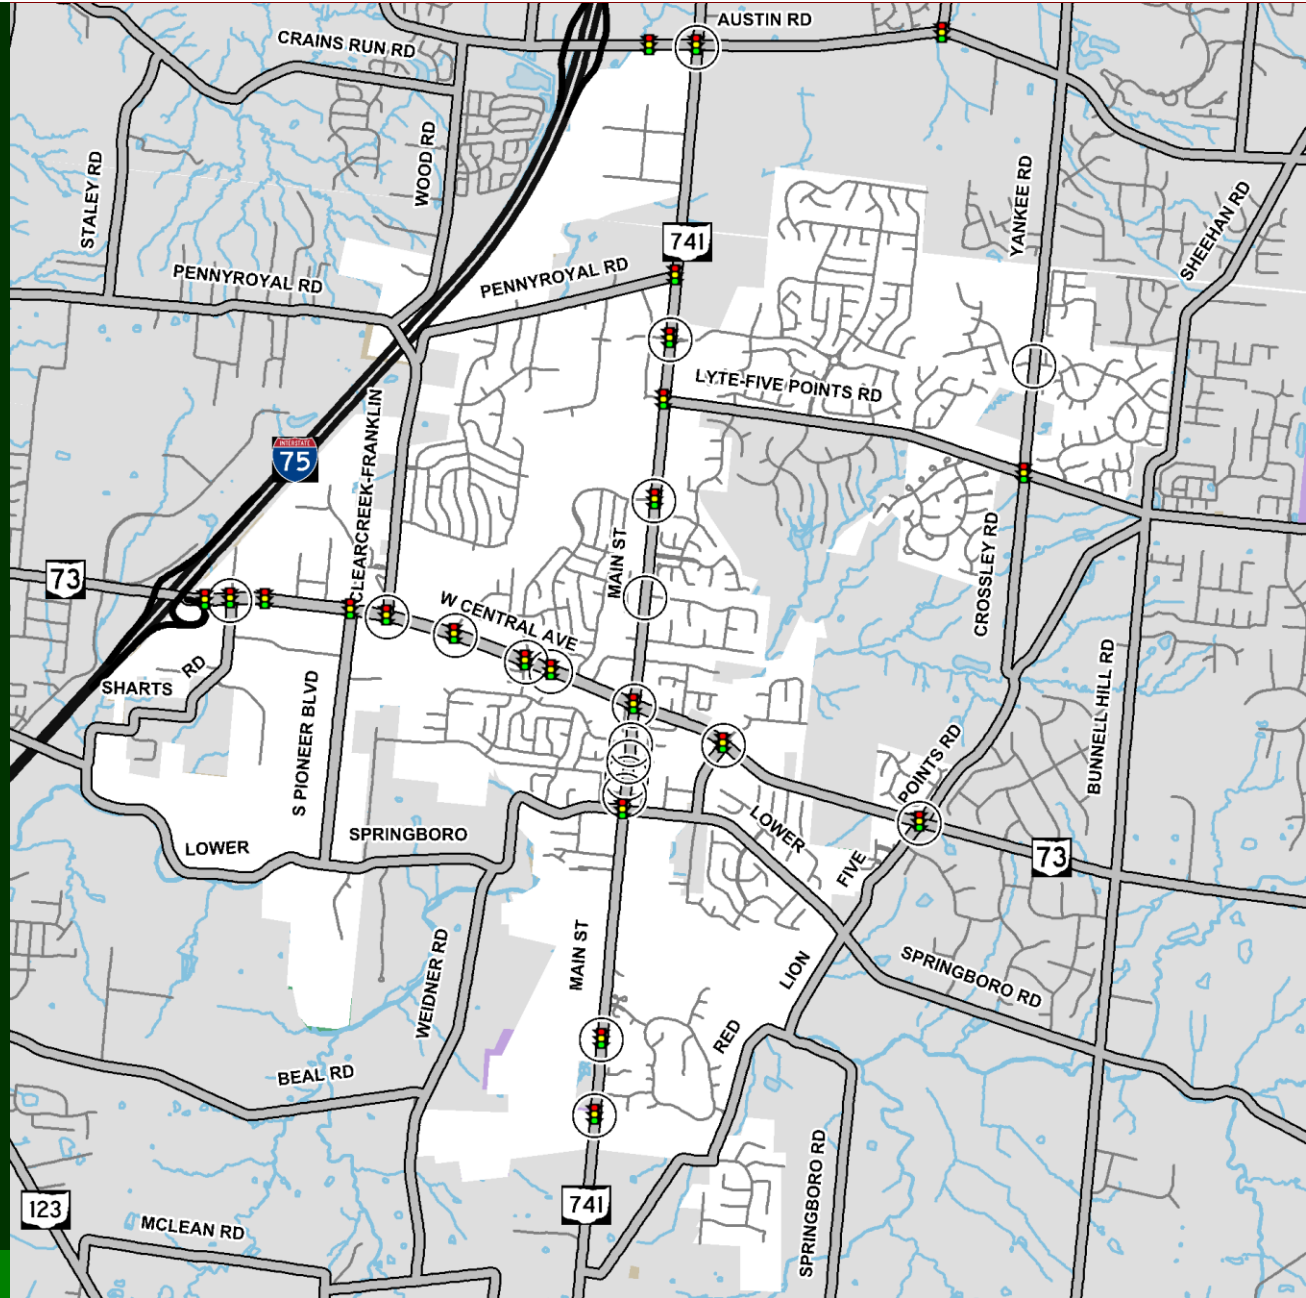 AUSTIN RD
CRAINS RUN RD
WOOD RD
STALEY RD
YANKEE RD
SHEEHAN RD
741
PENNYROYAL RD
PENNYROYAL RD
LYTE-FIVE POINTS RD
INTERSTATE
75
CLEARCREEK-FRANKLIN
MAIN ST
CROSSLEY RD
73
W CENTRAL AVE
SHARTS RD
S PIONEER BLVD
BUNNELL HILL RD
POINTS RD
LOWER
SPRINGBORO
LOWER
FIVE
73
MAIN ST
WEIDNER RD
LION
SPRINGBORO RD
RED
BEAL RD
SPRINGBORO RD
123
741
MCLEAN RD